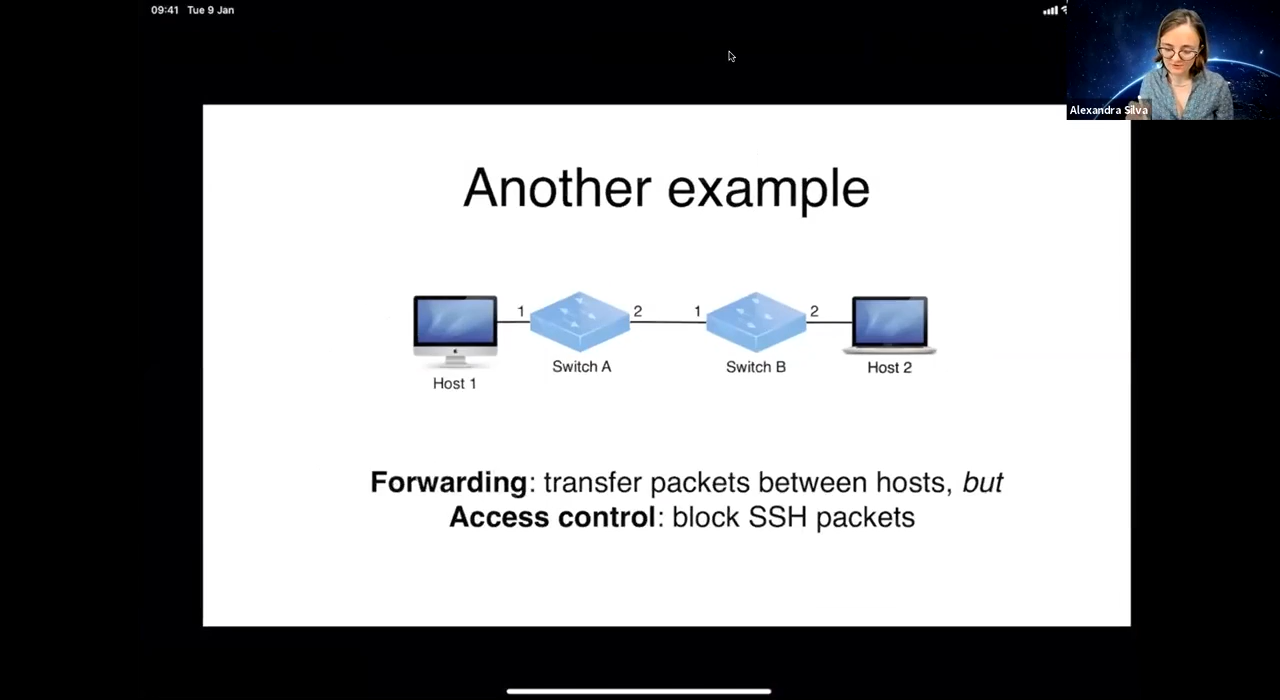 09:41 Tue 9 Jan
Alexandra Silva
Another example
1 2 1 2
Switch A Switch B Host 2
Host 1
Forwarding: transfer packets between hosts, but
Access control: block SSH packets